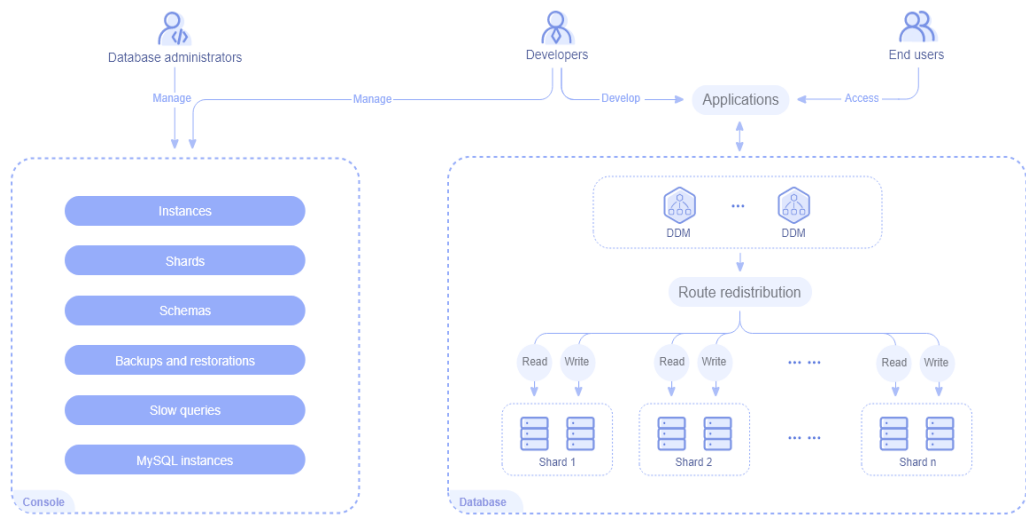 Database administrators
Developers
End users
Manage
Manage
Develop
Applications
Access
Instances
Shards
Schemas
Backups and restorations
Slow queries
MySQL instances
Console
DDM
...
DDM
Route redistribution
Read
Write
Read
Write
... ...
Read
Write
Shard 1
Shard 2
... ...
Shard n
Database